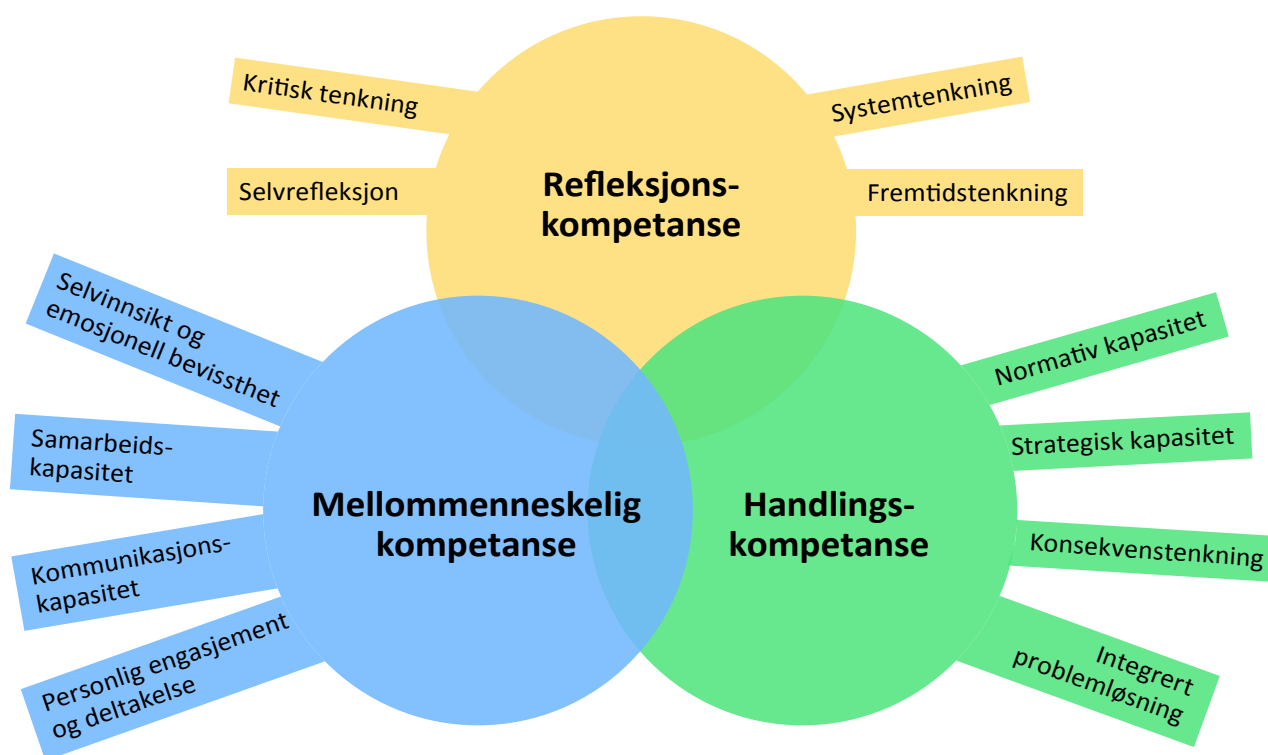 Kritisk tenkning
Selvrefleksjon
Refleksjons-
kompetanse
Systemtenkning
Fremtidstenkning
Selvinnsikt og
emosjonell bevissthet
Samarbeids-
kapasitet
Kommunikasjons-
kapasitet
Personlig engasjement
og deltakelse
Mellommenneskelig
kompetanse
Handlings-
kompetanse
Normativ kapasitet
Strategisk kapasitet
Konsekvenstenkning
Integrert
problemløsning